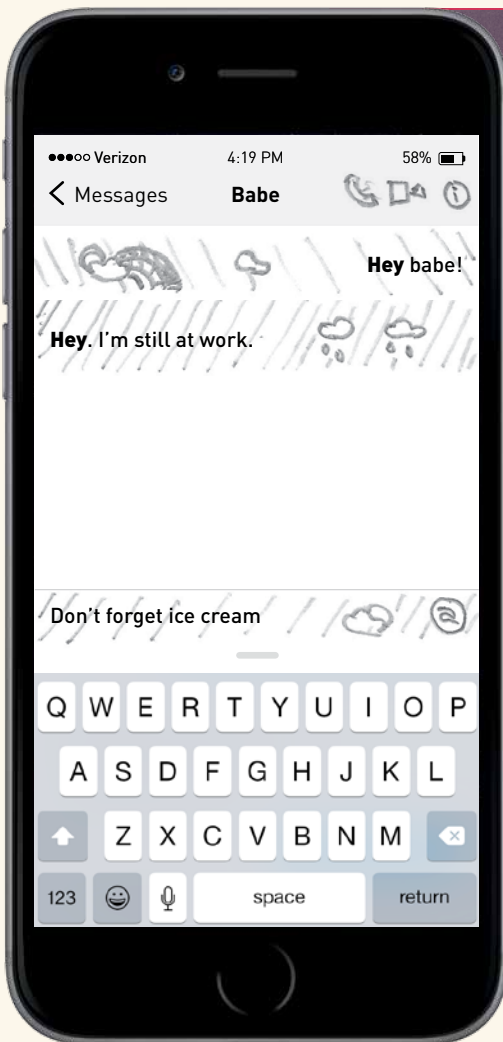 Verizon 4:19 PM 58%
Messages Babe
Hey babe!
Hey. I'm still at work.
Don't forget ice cream
Q W E R T Y U I O P
A S D F G H J K L
Z X C V B N M
123 space return